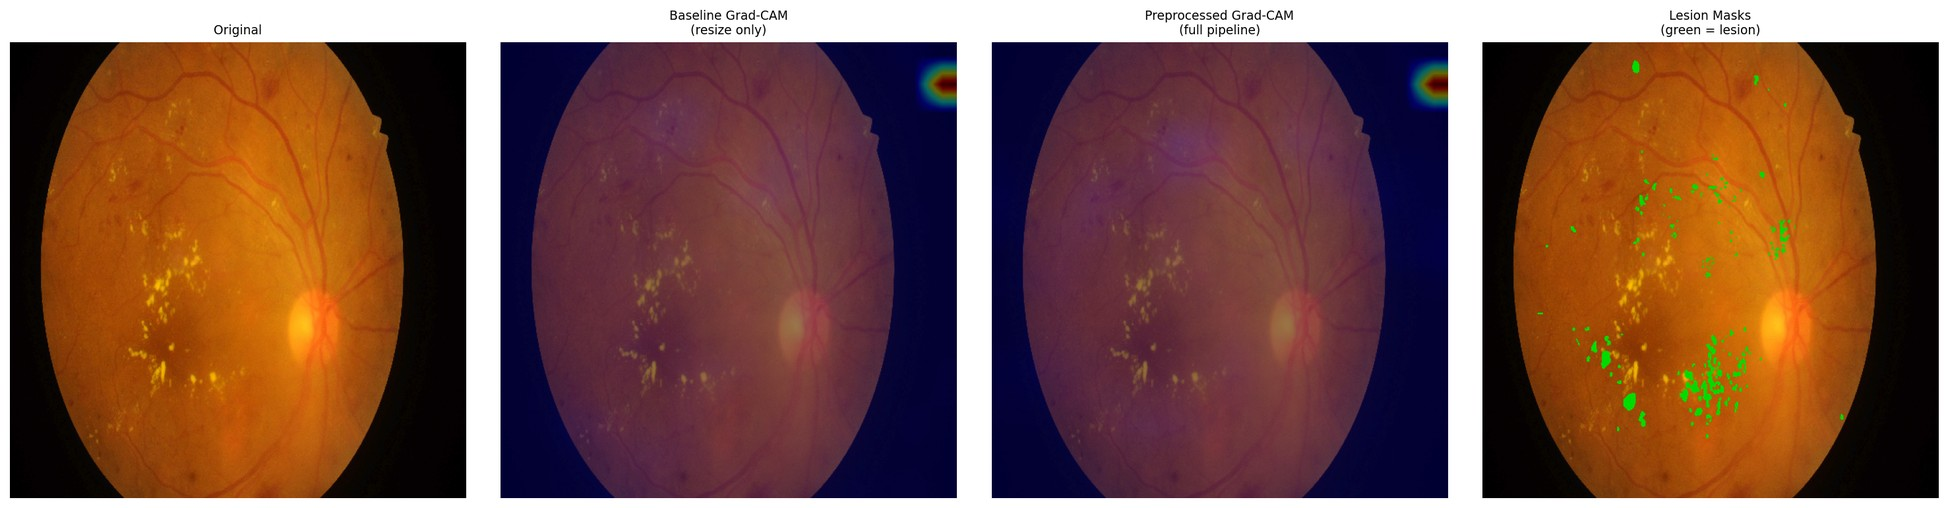 Original
Baseline Grad-CAM
(resize only)
Preprocessed Grad-CAM
(full pipeline)
Lesion Masks
(green = lesion)